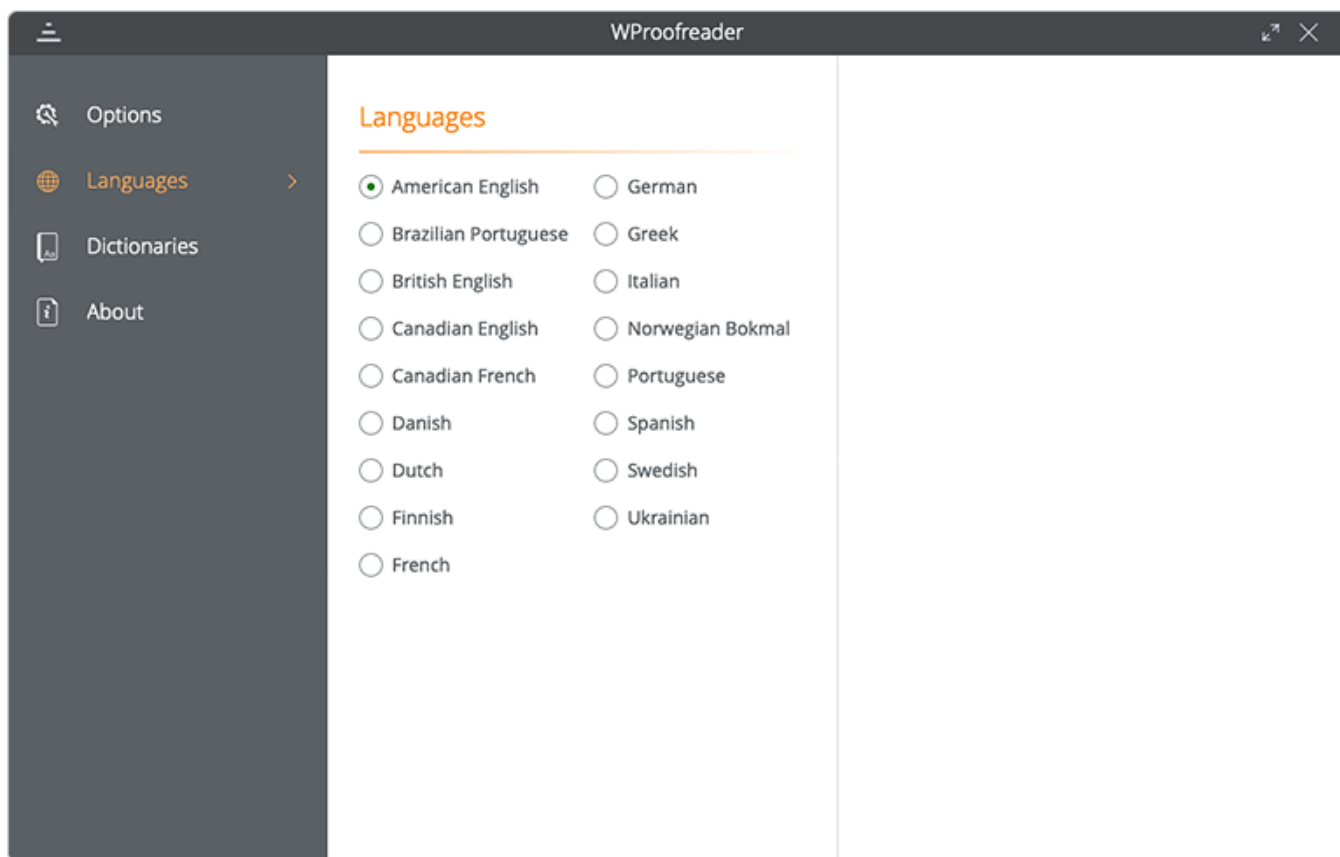 WProofreader
Options
Languages
Dictionaries
About
Languages
American English
Brazilian Portuguese
British English
Canadian English
Canadian French
Danish
Dutch
Finnish
French
German
Greek
Italian
Norwegian Bokmal
Portuguese
Spanish
Swedish
Ukrainian